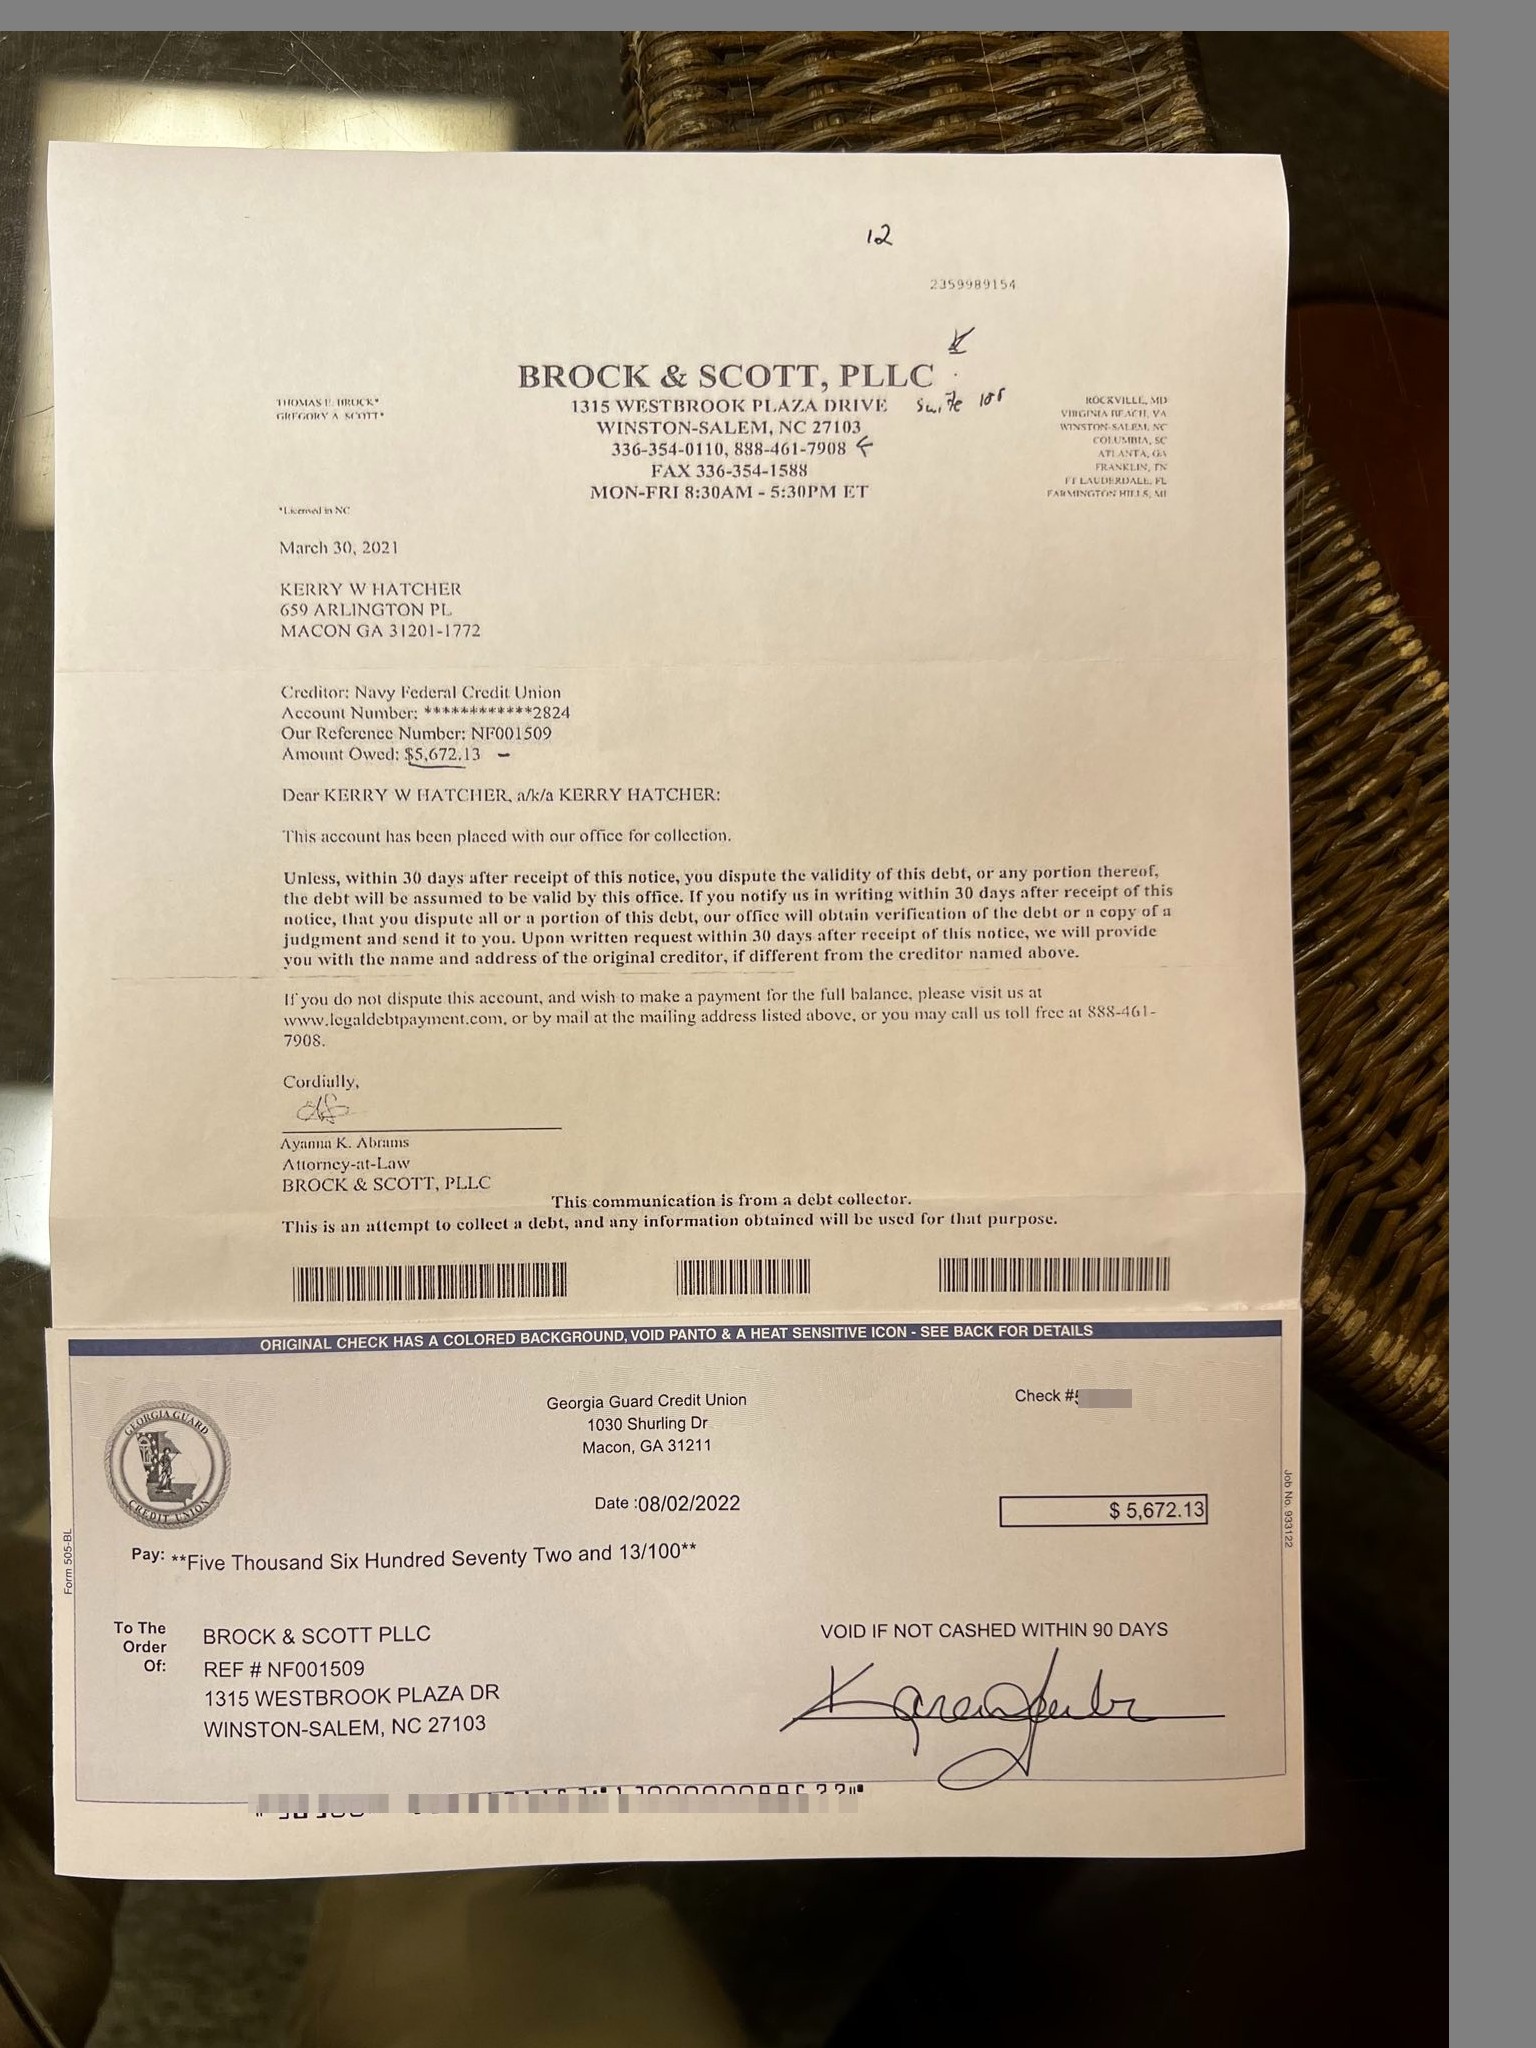 12
2359989154
BROCK & SCOTT, PLLC
1315 WESTBROOK PLAZA DRIVE
Suite
WINSTON-SALEM, NC 27103
336-354-0110, 888-461-7908
FAX 336-354-1588
MON-FRI 8:30AM - 5:30PM ET
THOMAS E. BROCK*
GREGORY A. SCOTT*
*Licensed in NC
ROCKVILLE, MD
VIRGINIA BEACH, VA
WINSTON-SALEM, NC
COLUMBIA, SC
ATLANTA, GA
FRANKLIN, TN
FT LAUDERDALE, FL
FARMINGTON HILLS, MI
March 30, 2021
KERRY W HATCHER
659 ARLINGTON PL
MACON GA 31201-1772
Creditor: Navy Federal Credit Union
Account Number: ************2824
Our Reference Number: NF001509
Amount Owed: $5,672.13 -
Dear KERRY W HATCHER, a/k/a KERRY HATCHER:
This account has been placed with our office for collection.
Unless, within 30 days after receipt of this notice, you dispute the validity of this debt, or any portion thereof,
the debt will be assumed to be valid by this office. If you notify us in writing within 30 days after receipt of this
notice, that you dispute all or a portion of this debt, our office will obtain verification of the debt or a copy of a
judgment and send it to you. Upon written request within 30 days after receipt of this notice, we will provide
you with the name and address of the original creditor, if different from the creditor named above.
If you do not dispute this account, and wish to make a payment for the full balance, please visit us at
www.legaldebtpayment.com, or by mail at the mailing address listed above, or you may call us toll free at 888-461-
7908.
Cordially,
Ayanna K. Abrams
Attorney-at-Law
BROCK & SCOTT, PLLC
This communication is from a debt collector.
This is an attempt to collect a debt, and any information obtained will be used for that purpose.
ORIGINAL CHECK HAS A COLORED BACKGROUND, VOID PANTO & A HEAT SENSITIVE ICON - SEE BACK FOR DETAILS
GEORGIA GUARD
CREDIT UNION
Georgia Guard Credit Union
1030 Shurling Dr
Macon, GA 31211
Check #
Date :08/02/2022
$ 5,672.13
Pay: **Five Thousand Six Hundred Seventy Two and 13/100**
To The
Order
Of:
BROCK & SCOTT PLLC
REF # NF001509
1315 WESTBROOK PLAZA DR
WINSTON-SALEM, NC 27103
VOID IF NOT CASHED WITHIN 90 DAYS
Form 505-BL
Job No. 933122